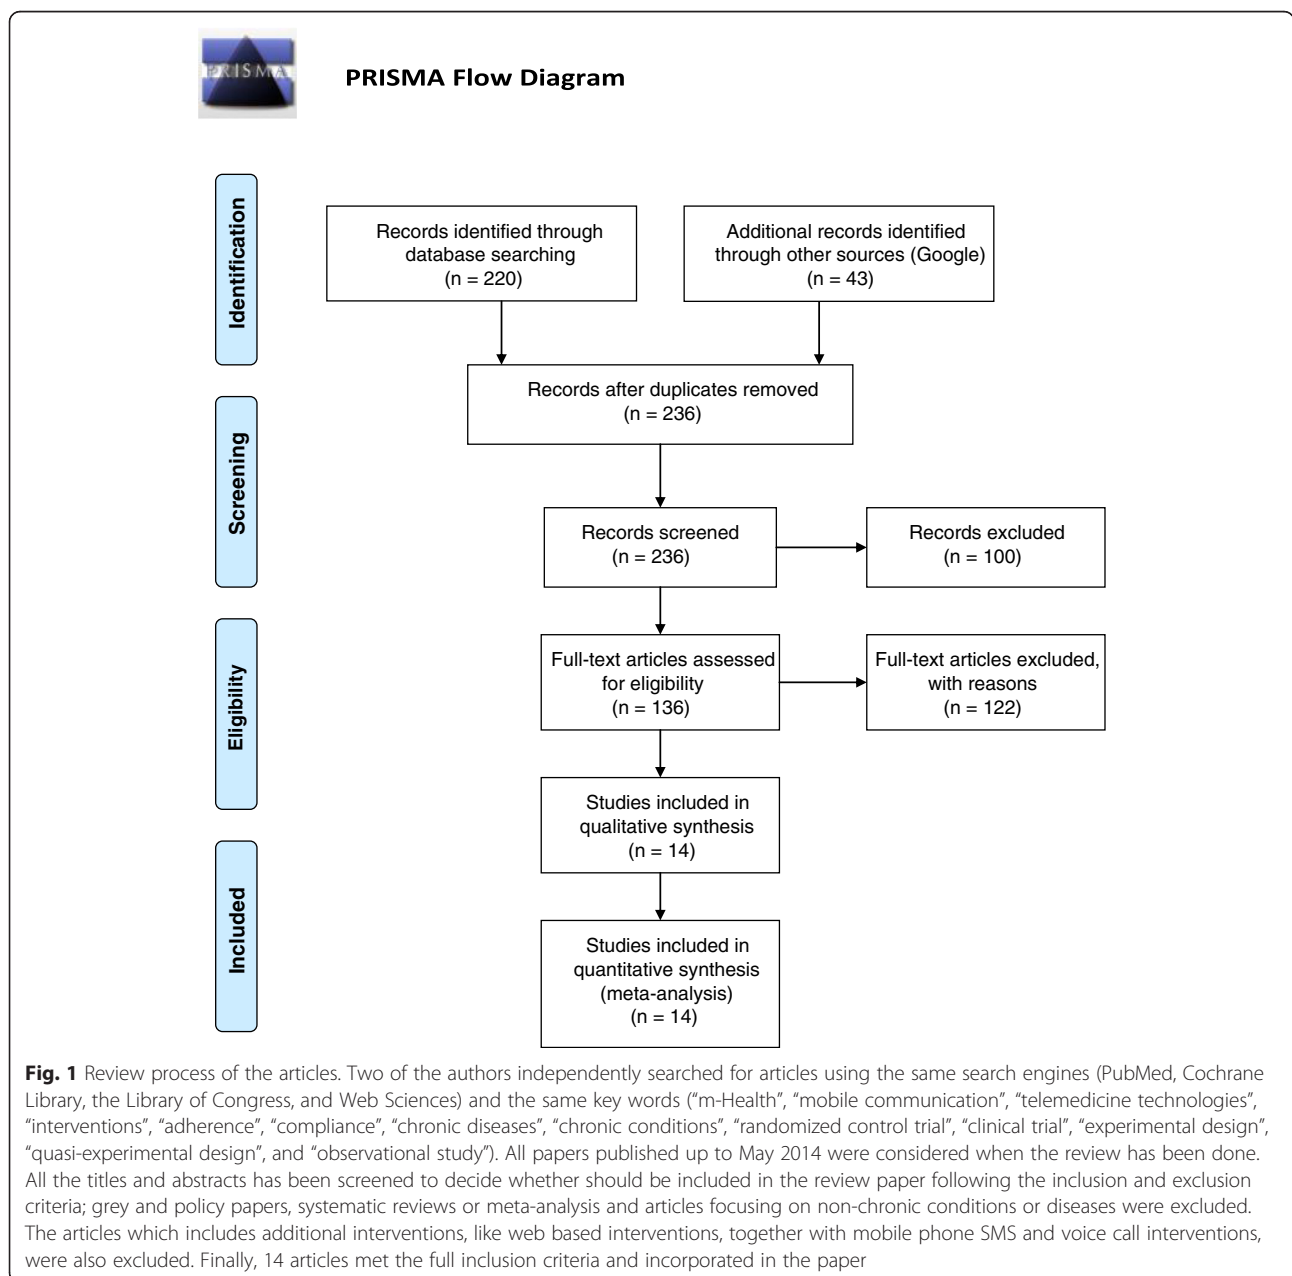 PRISMA
PRISMA Flow Diagram
Identification
Records identified through
database searching
(n = 220)
Additional records identified
through other sources (Google)
(n = 43)
Records after duplicates removed
(n = 236)
Screening
Records screened
(n = 236)
Records excluded
(n = 100)
Eligibility
Full-text articles assessed
for eligibility
(n = 136)
Full-text articles excluded,
with reasons
(n = 122)
Studies included in
qualitative synthesis
(n = 14)
Included
Studies included in
quantitative synthesis
(meta-analysis)
(n = 14)
Fig. 1 Review process of the articles. Two of the authors independently searched for articles using the same search engines (PubMed, Cochrane
Library, the Library of Congress, and Web Sciences) and the same key words (“m-Health”, “mobile communication”, “telemedicine technologies”,
“interventions”, “adherence”, “compliance”, “chronic diseases”, “chronic conditions”, “randomized control trial”, “clinical trial”, “experimental design”,
“quasi-experimental design”, and “observational study”). All papers published up to May 2014 were considered when the review has been done.
All the titles and abstracts has been screened to decide whether should be included in the review paper following the inclusion and exclusion
criteria; grey and policy papers, systematic reviews or meta-analysis and articles focusing on non-chronic conditions or diseases were excluded.
The articles which includes additional interventions, like web based interventions, together with mobile phone SMS and voice call interventions,
were also excluded. Finally, 14 articles met the full inclusion criteria and incorporated in the paper